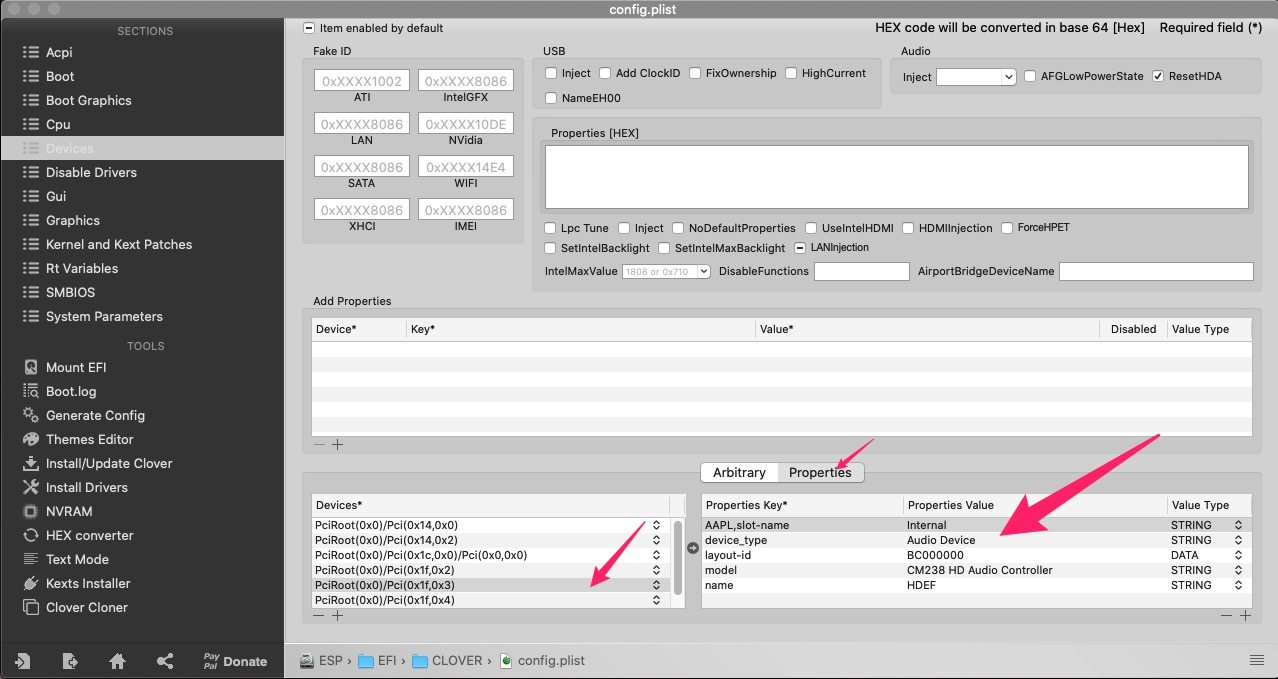 config.plist
SECTIONS
Acpi
Boot
Boot Graphics
Cpu
Devices
Disable Drivers
Gui
Graphics
Kernel and Kext Patches
Rt Variables
SMBIOS
System Parameters
TOOLS
Mount EFI
Boot.log
Generate Config
Themes Editor
Install/Update Clover
Install Drivers
NVRAM
HEX converter
Text Mode
Kexts Installer
Clover Cloner
Pay Pal Donate
Item enabled by default
HEX code will be converted in base 64 [Hex] Required field (*)
Fake ID
0xXXXX1002 0xXXXX8086
ATI IntelGFX
0xXXXX8086 0xXXXX10DE
LAN NVidia
0xXXXX8086 0xXXXX14E4
SATA WIFI
0xXXXX8086 0xXXXX8086
XHCI IMEI
USB
Inject Add ClockID FixOwnership HighCurrent
NameEH00
Audio
Inject AFGLowPowerState ResetHDA
Properties [HEX]
Lpc Tune Inject NoDefaultProperties UseIntelHDMI HDMIInjection ForceHPET
SetIntelBacklight SetIntelMaxBacklight LANInjection
IntelMaxValue 1808 or 0x710 DisableFunctions AirportBridgeDeviceName
Add Properties
Device* Key* Value* Disabled Value Type
Arbitrary Properties
Devices*
PciRoot(0x0)/Pci(0x14,0x0)
PciRoot(0x0)/Pci(0x14,0x2)
PciRoot(0x0)/Pci(0x1c,0x0)/Pci(0x0,0x0)
PciRoot(0x0)/Pci(0x1f,0x2)
PciRoot(0x0)/Pci(0x1f,0x3)
PciRoot(0x0)/Pci(0x1f,0x4)
Properties Key* Properties Value Value Type
AAPL,slot-name Internal STRING
device_type Audio Device STRING
layout-id BC000000 DATA
model CM238 HD Audio Controller STRING
name HDEF STRING
ESP › EFI › CLOVER › config.plist